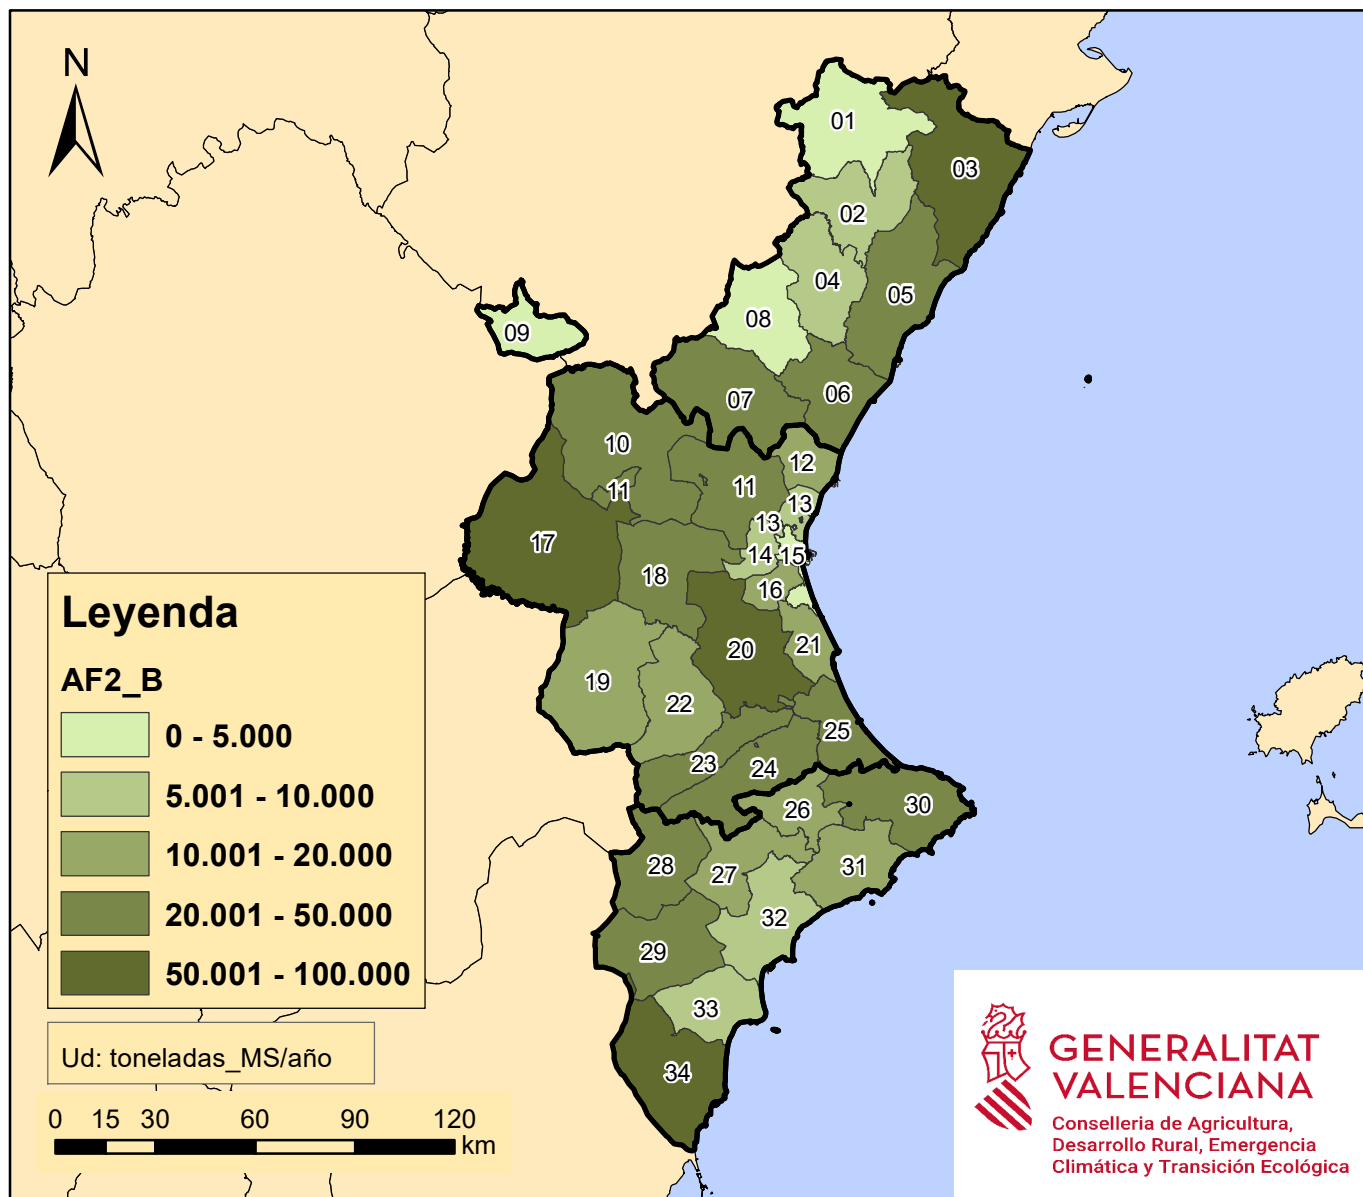 N
01
03
02
04
05
08
09
07
06
10
12
11
11
13
13
17
14
15
18
16
20
21
19
22
25
23
24
26
30
28
27
31
32
29
33
34
Leyenda
AF2_B
0 - 5.000
5.001 - 10.000
10.001 - 20.000
20.001 - 50.000
50.001 - 100.000
Ud: toneladas_MS/año
0 15 30 60 90 120
km
GENERALITAT
VALENCIANA
Conselleria de Agricultura,
Desarrollo Rural, Emergencia
Climática y Transición Ecológica